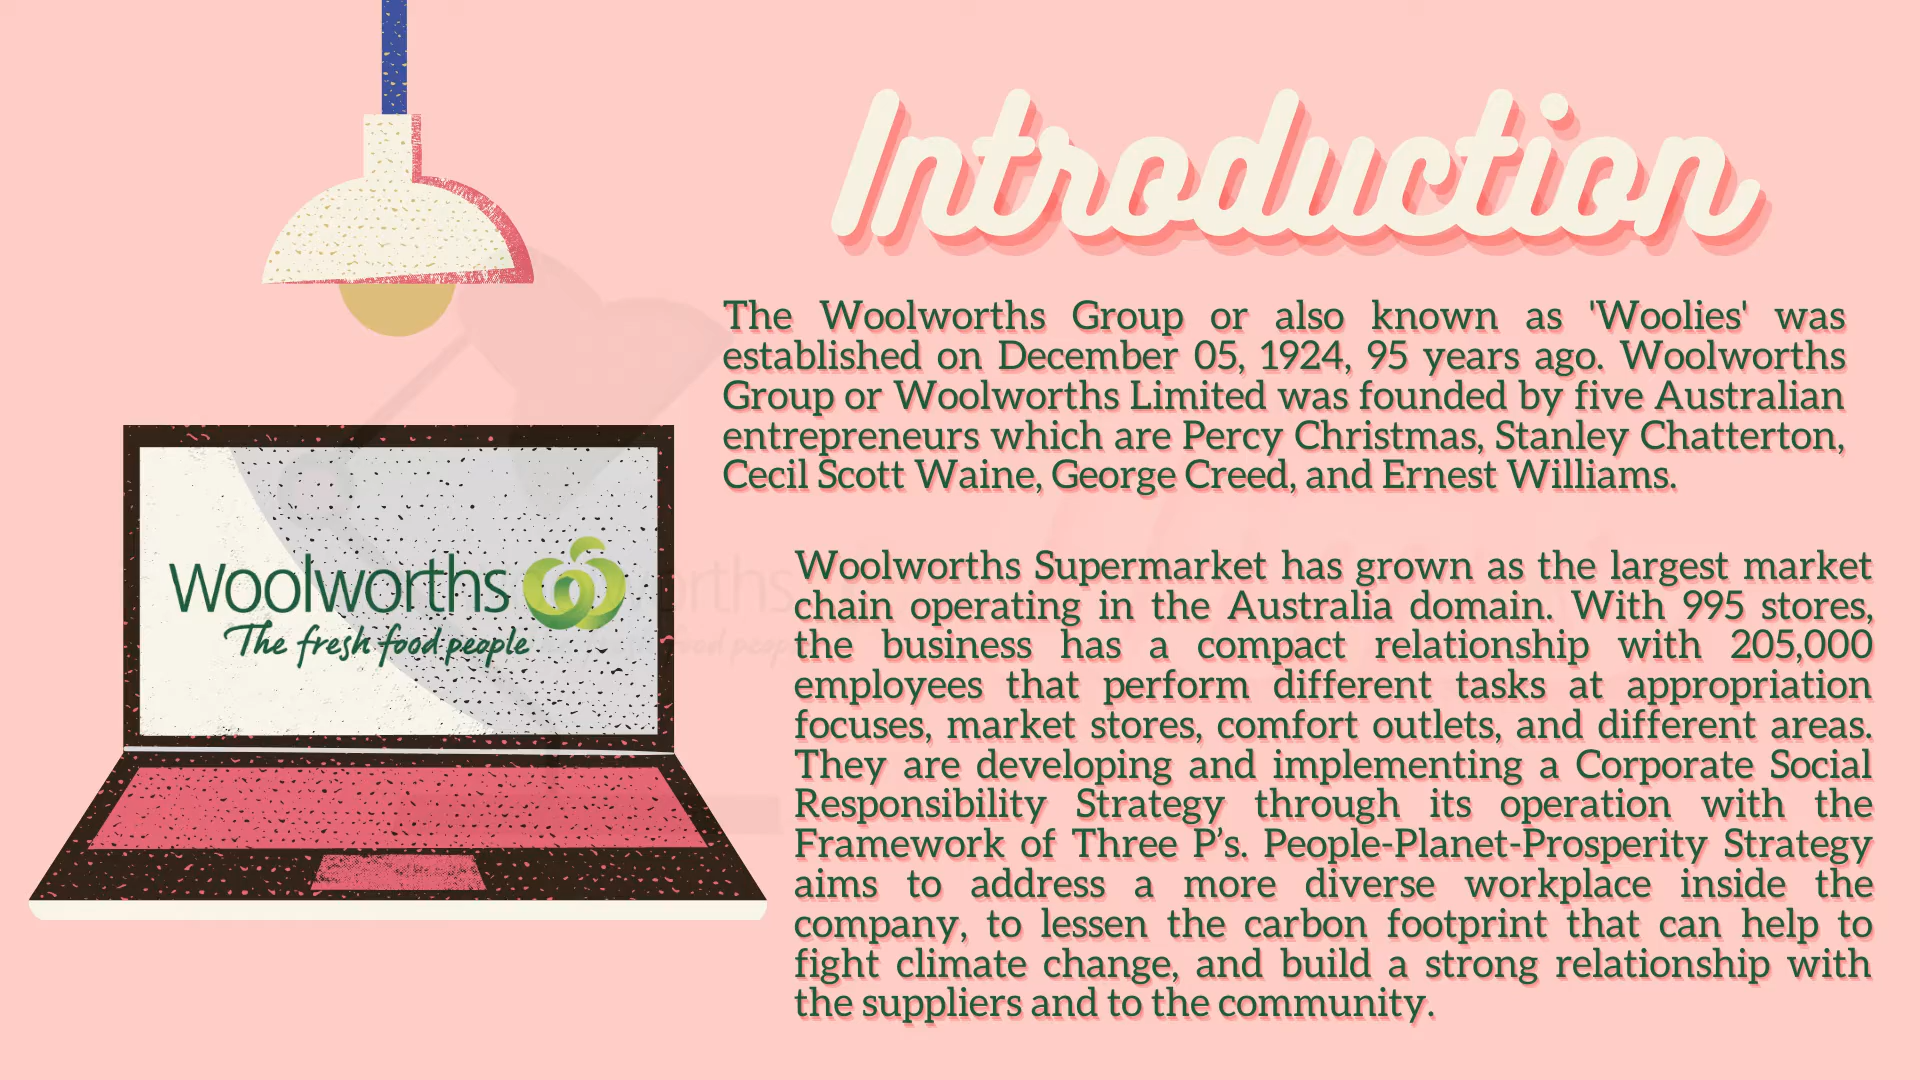 Introduction
The Woolworths Group or also known as 'Woolies' was
established on December 05, 1924, 95 years ago. Woolworths
Group or Woolworths Limited was founded by five Australian
entrepreneurs which are Percy Christmas, Stanley Chatterton,
Cecil Scott Waine, George Creed, and Ernest Williams.
Woolworths
The fresh food people
Woolworths Supermarket has grown as the largest market
chain operating in the Australia domain. With 995 stores,
the business has a compact relationship with 205,000
employees that perform different tasks at appropriation
focuses, market stores, comfort outlets, and different areas.
They are developing and implementing a Corporate Social
Responsibility Strategy through its operation with the
Framework of Three P’s. People-Planet-Prosperity Strategy
aims to address a more diverse workplace inside the
company, to lessen the carbon footprint that can help to
fight climate change, and build a strong relationship with
the suppliers and to the community.